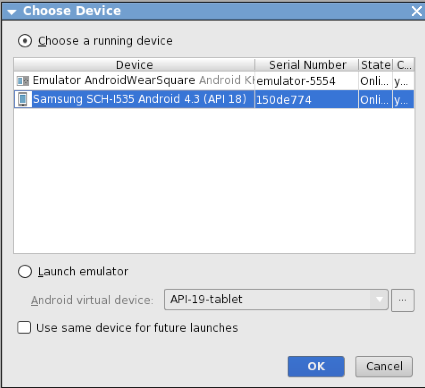 Choose Device
Choose a running device
Device Serial Number State C...
Emulator AndroidWearSquare Android emulator-5554 Onli... y...
Samsung SCH-I535 Android 4.3 (API 18) 150de774 Onli... y...
Launch emulator
Android virtual device: API-19-tablet ...
Use same device for future launches
OK Cancel